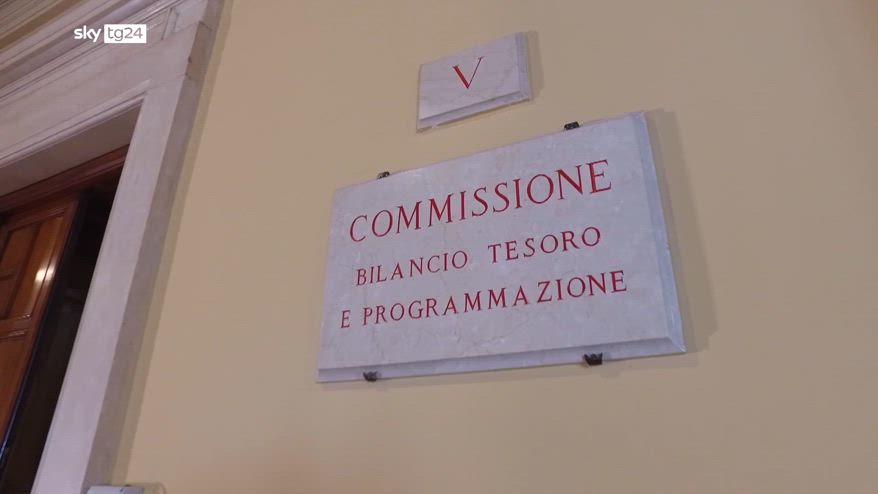 sky tg24
V
COMMISSIONE
BILANCIO TESORO
E PROGRAMMAZIONE